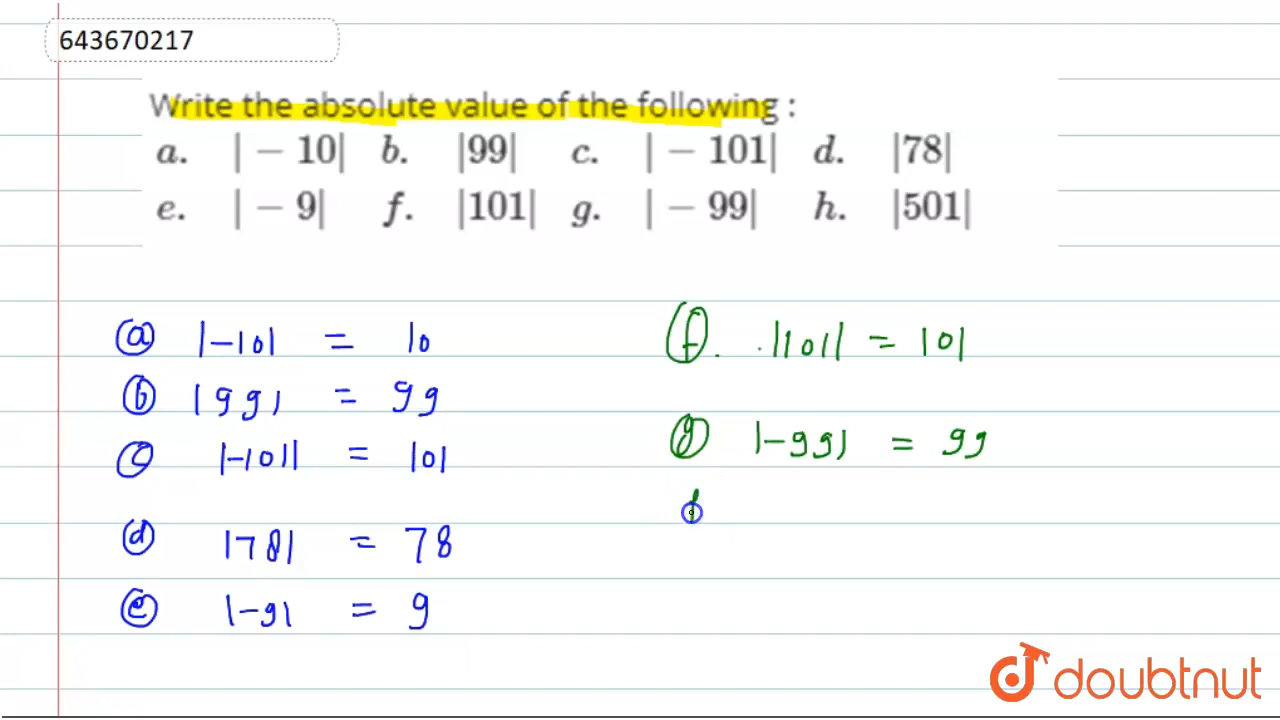 643670217
Write the absolute value of the following :
a. | − 10| b. |99| c. | − 101| d. |78|
e. | − 9| f. |101| g. | − 99| h. |501|
(a) |-10| = 10
(b) |99| = 99
(c) |-101| = 101
(d) |78| = 78
(e) |-9| = 9
(f). |101| = 101
(g) |-99| = 99
doubtnut